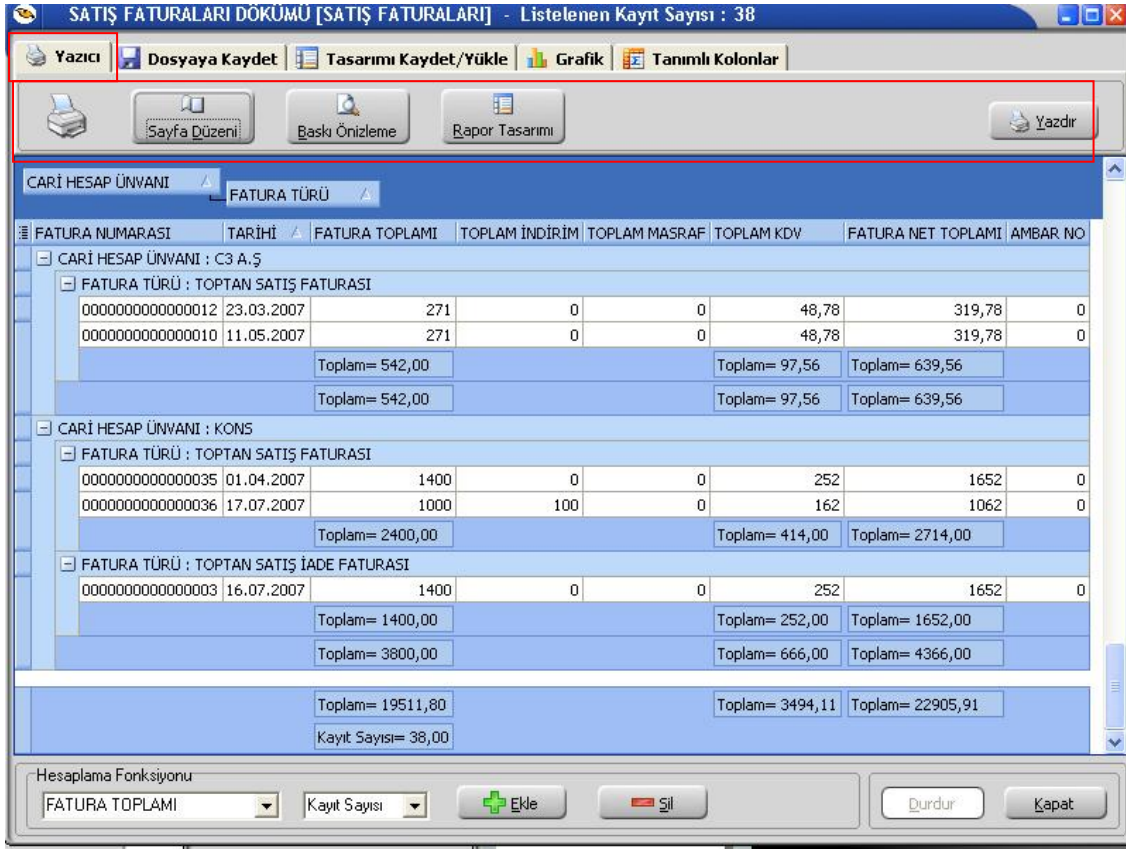 SATIŞ FATURALARI DÖKÜMÜ [SATIŞ FATURALARI] - Listelenen Kayıt Sayısı : 38
Yazıcı Dosyaya Kaydet Tasarımı Kaydet/Yükle Grafik Tanımlı Kolonlar
Sayfa Düzeni Baskı Önizleme Rapor Tasarımı Yazdır
CARİ HESAP ÜNVANI
FATURA TÜRÜ
FATURA NUMARASI TARİHİ FATURA TOPLAMI TOPLAM İNDİRİM TOPLAM MASRAF TOPLAM KDV FATURA NET TOPLAMI AMBAR NO
CARİ HESAP ÜNVANI : C3 A.Ş
FATURA TÜRÜ : TOPTAN SATIŞ FATURASI
0000000000000012 23.03.2007 271 0 0 48,78 319,78 0
0000000000000010 11.05.2007 271 0 0 48,78 319,78 0
Toplam= 542,00 Toplam= 97,56 Toplam= 639,56
Toplam= 542,00 Toplam= 97,56 Toplam= 639,56
CARİ HESAP ÜNVANI : KONS
FATURA TÜRÜ : TOPTAN SATIŞ FATURASI
0000000000000035 01.04.2007 1400 0 0 252 1652 0
0000000000000036 17.07.2007 1000 100 0 162 1062 0
Toplam= 2400,00 Toplam= 414,00 Toplam= 2714,00
FATURA TÜRÜ : TOPTAN SATIŞ İADE FATURASI
0000000000000003 16.07.2007 1400 0 0 252 1652 0
Toplam= 1400,00 Toplam= 252,00 Toplam= 1652,00
Toplam= 3800,00 Toplam= 666,00 Toplam= 4366,00
Toplam= 19511,80 Toplam= 3494,11 Toplam= 22905,91
Kayıt Sayısı= 38,00
Hesaplama Fonksiyonu
FATURA TOPLAMI Kayıt Sayısı Ekle Sil Durdur Kapat